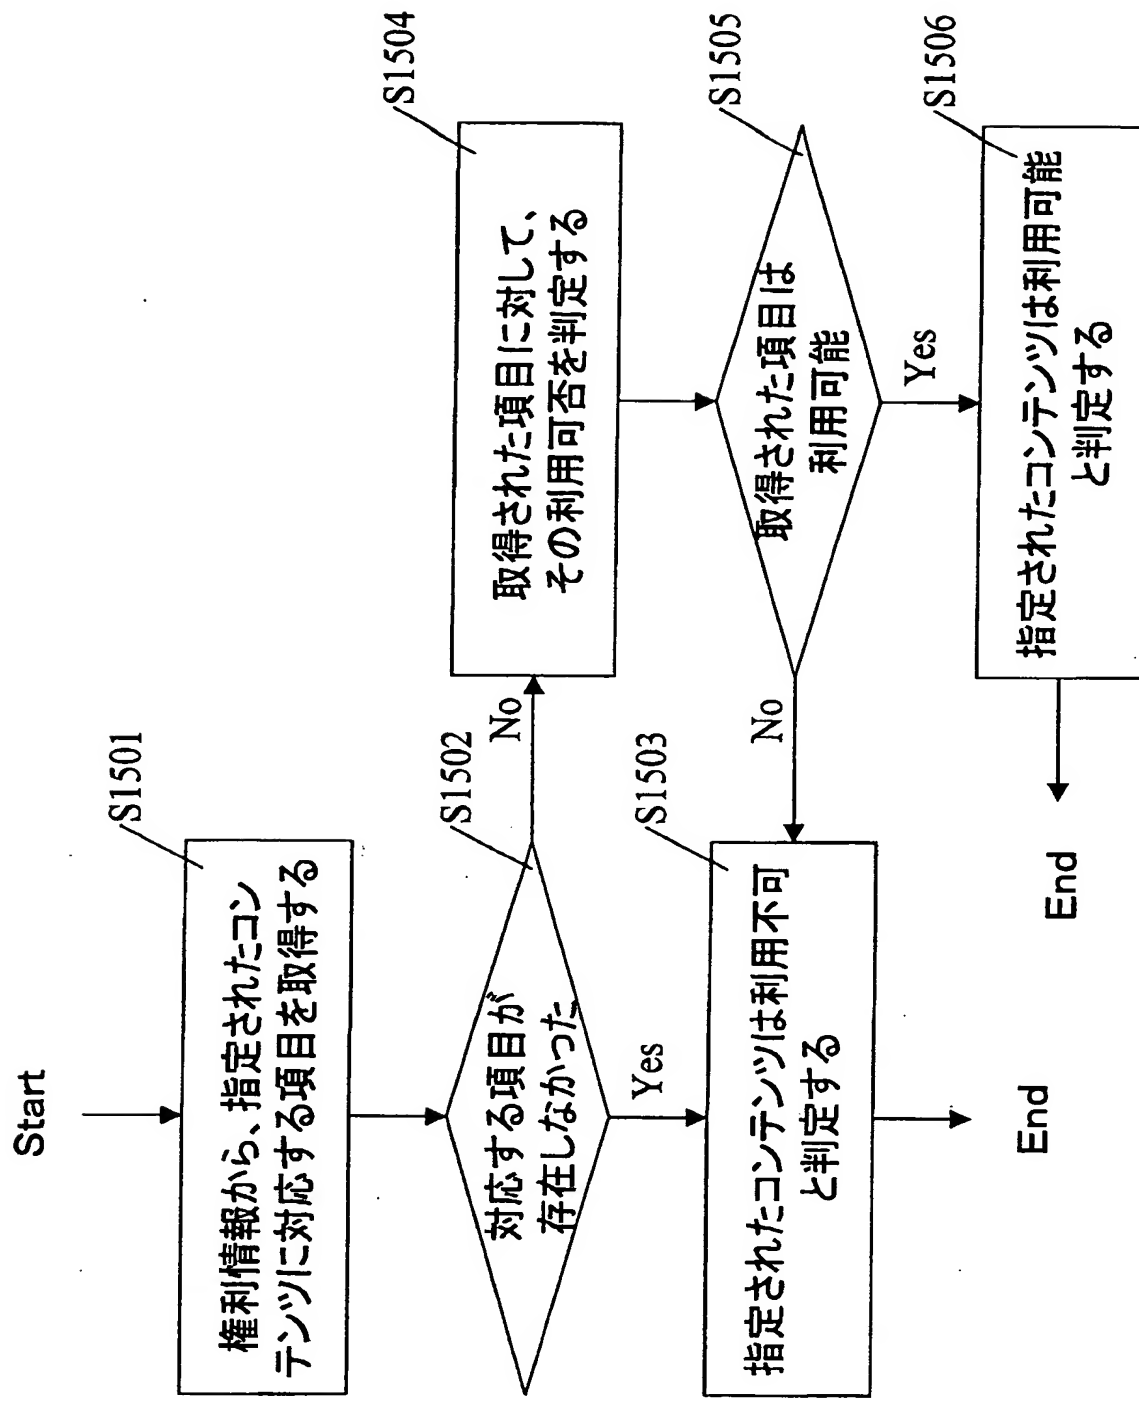 Start
S1501
権利情報から、指定されたコン
テンツに対応する項目を取得する
S1502
対応する項目が
存在しなかった
No
Yes
S1503
指定されたコンテンツは利用不可
と判定する
End
S1504
取得された項目に対して、
その利用可否を判定する
S1505
取得された項目は
利用可能
No
Yes
S1506
指定されたコンテンツは利用可能
と判定する
End